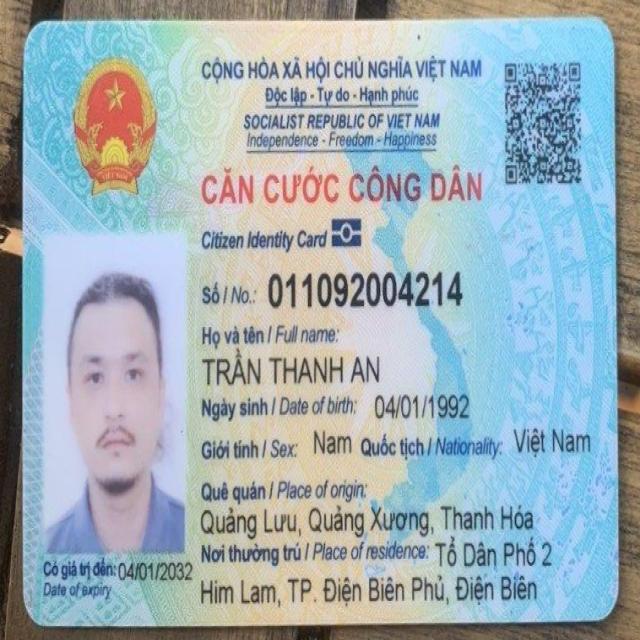 CỘNG HÒA XÃ HỘI CHỦ NGHĨA VIỆT NAM
Độc lập - Tự do - Hạnh phúc
SOCIALIST REPUBLIC OF VIET NAM
Independence - Freedom - Happiness
CĂN CƯỚC CÔNG DÂN
Citizen Identity Card
Số / No.: 011092004214
Họ và tên / Full name:
TRẦN THANH AN
Ngày sinh / Date of birth: 04/01/1992
Giới tính / Sex: Nam Quốc tịch / Nationality: Việt Nam
Quê quán / Place of origin:
Quảng Lưu, Quảng Xương, Thanh Hóa
Nơi thường trú / Place of residence: Tổ Dân Phố 2
Him Lam, TP. Điện Biên Phủ, Điện Biên
Có giá trị đến: 04/01/2032
Date of expiry
VIỆT NAM